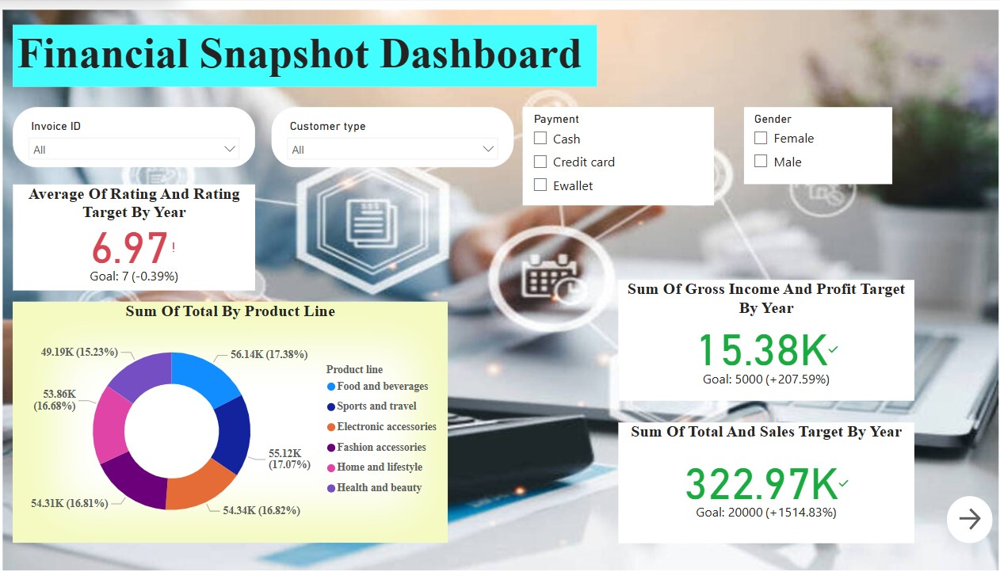 Financial Snapshot Dashboard
Invoice ID
All
Customer type
All
Payment
Cash
Credit card
Ewallet
Gender
Female
Male
Average Of Rating And Rating
Target By Year
6.97!
Goal: 7 (-0.39%)
Sum Of Total By Product Line
49.19K (15.23%)
56.14K (17.38%)
53.86K
(16.68%)
55.12K
(17.07%)
54.31K (16.81%)
54.34K (16.82%)
Product line
Food and beverages
Sports and travel
Electronic accessories
Fashion accessories
Home and lifestyle
Health and beauty
Sum Of Gross Income And Profit Target
By Year
15.38K✓
Goal: 5000 (+207.59%)
Sum Of Total And Sales Target By Year
322.97K✓
Goal: 20000 (+1514.83%)